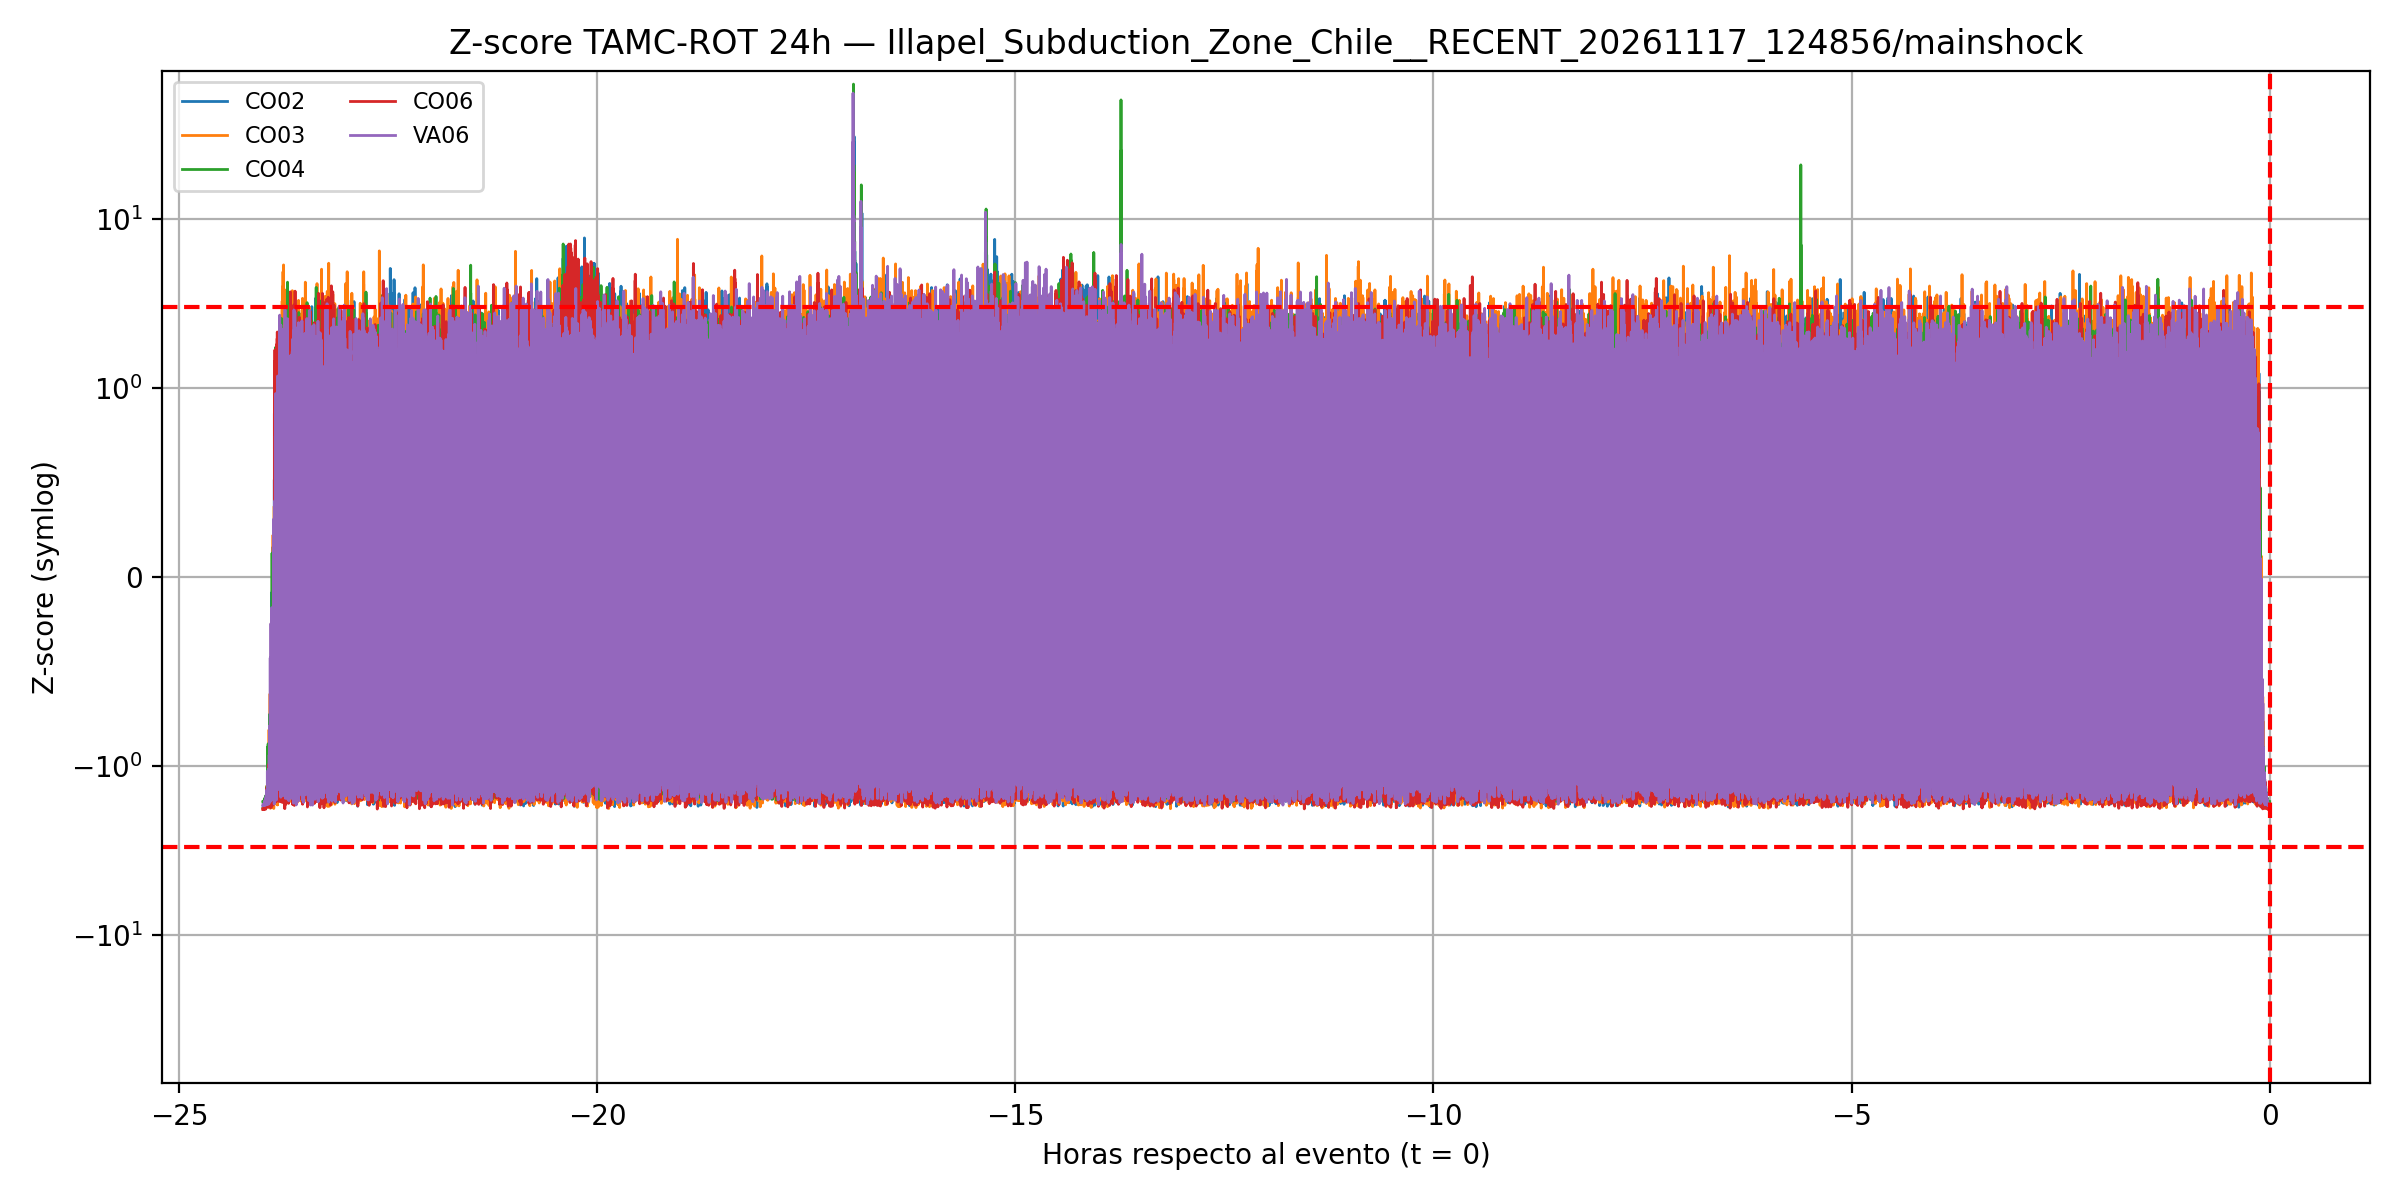 Z-score TAMC-ROT 24h — Illapel_Subduction_Zone_Chile__RECENT_20261117_124856/mainshock
CO02
CO03
CO04
CO06
VA06
Z-score (symlog)
10¹
10⁰
0
−10⁰
−10¹
−25
−20
−15
−10
−5
0
Horas respecto al evento (t = 0)